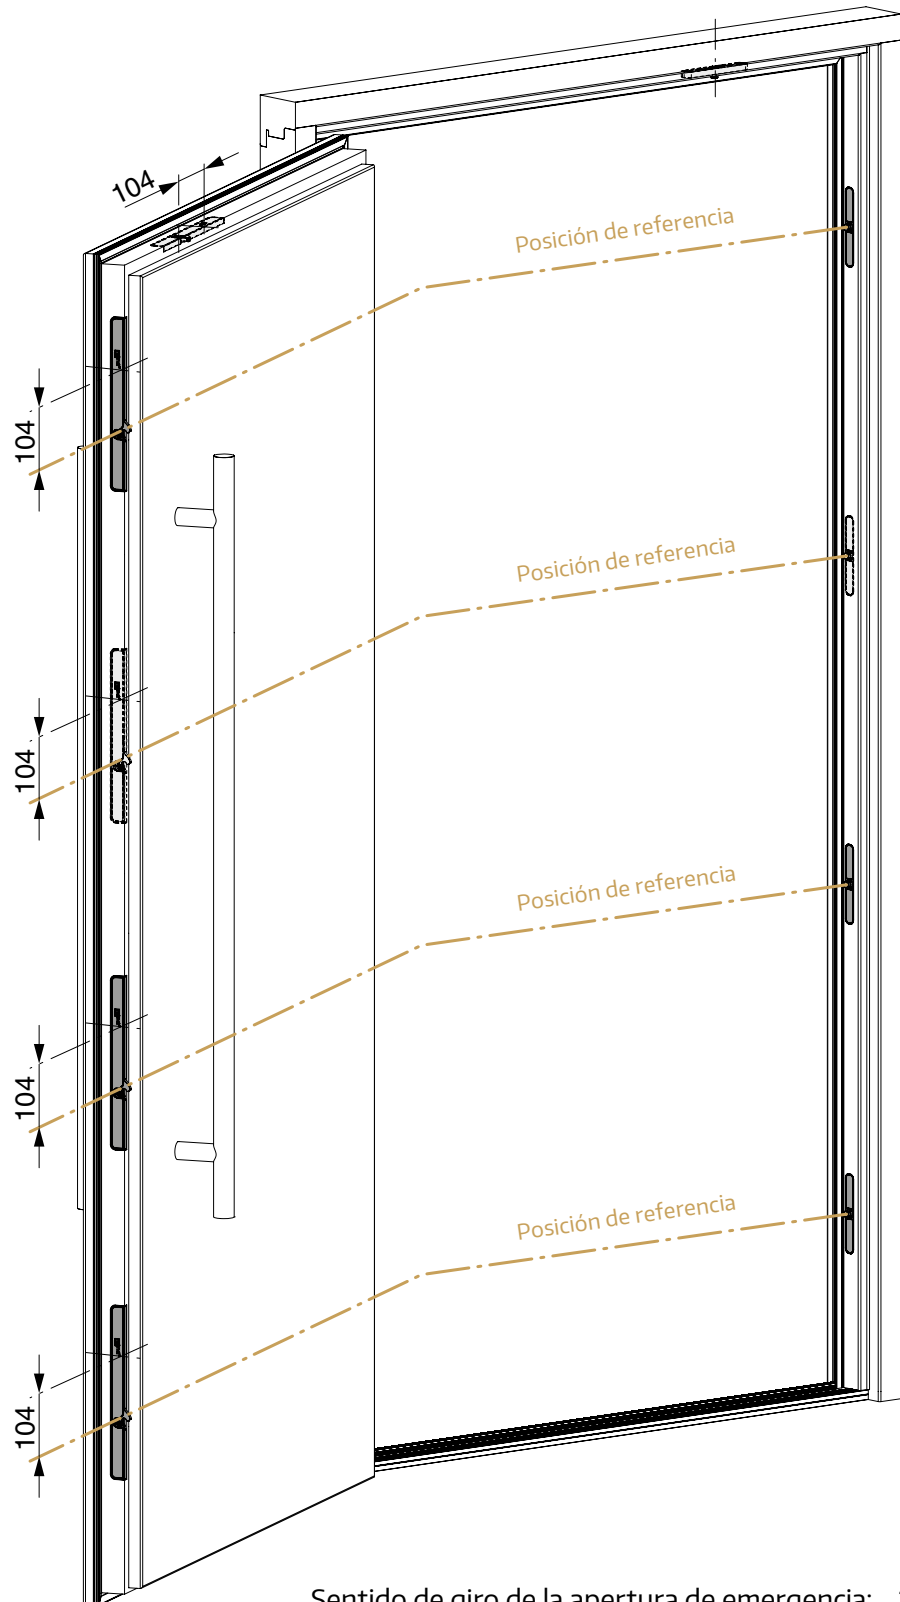 104
Posición de referencia
104
Posición de referencia
104
Posición de referencia
104
Posición de referencia
104
Sentido de giro de la apertura de emergencia: